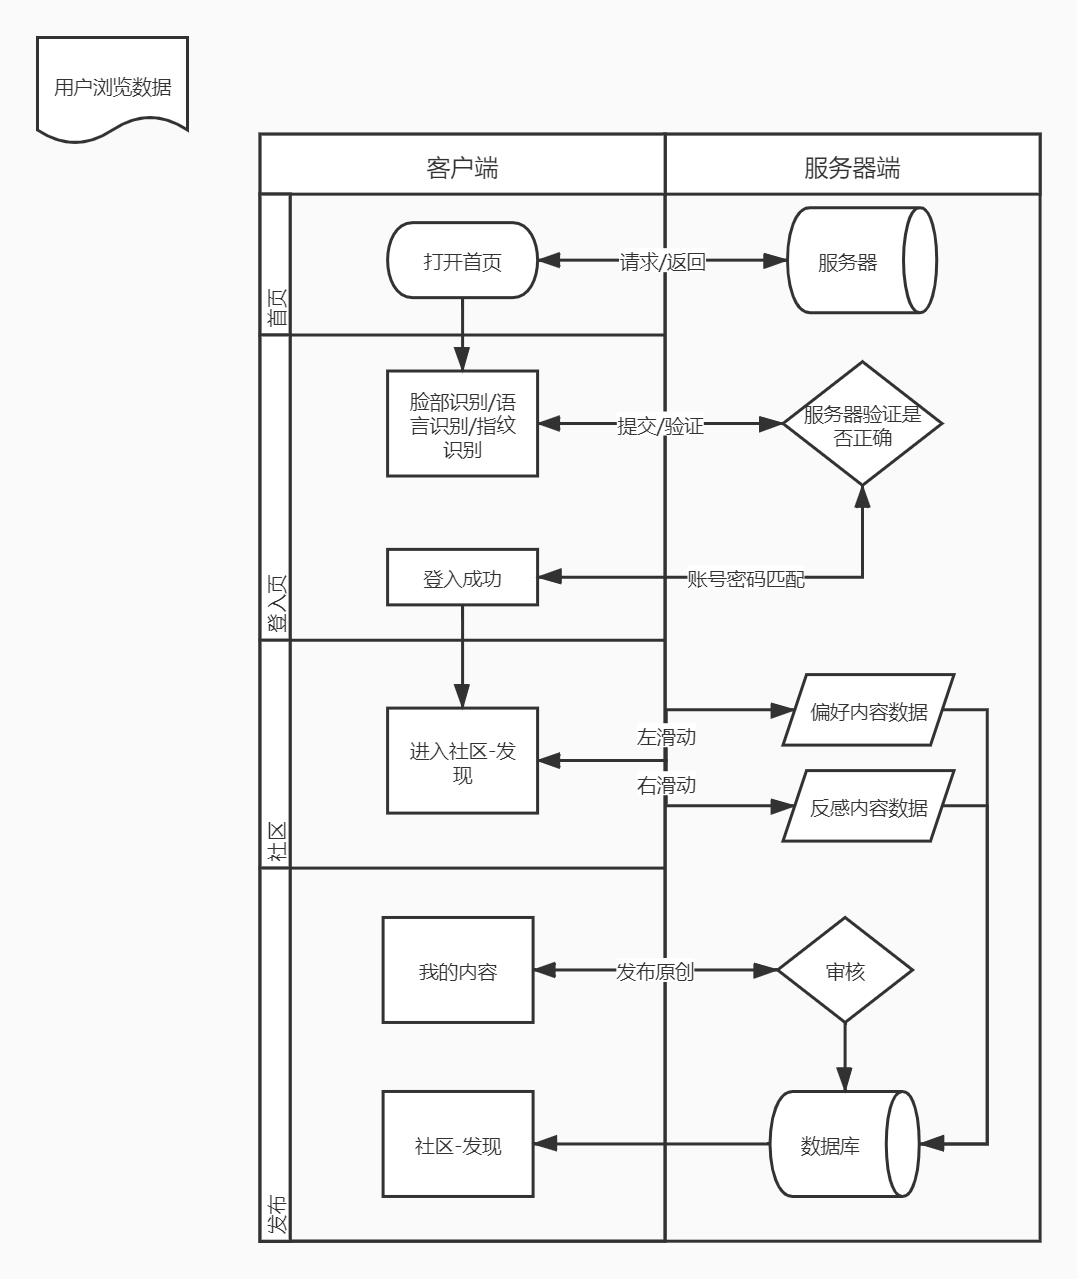 用户浏览数据
客户端
服务器端
首页
打开首页
请求/返回
服务器
登入页
脸部识别/语
言识别/指纹
识别
提交/验证
服务器验证是
否正确
登入成功
账号密码匹配
社区
进入社区-发
现
左滑动
右滑动
偏好内容数据
反感内容数据
发布
我的内容
发布原创
审核
社区-发现
数据库